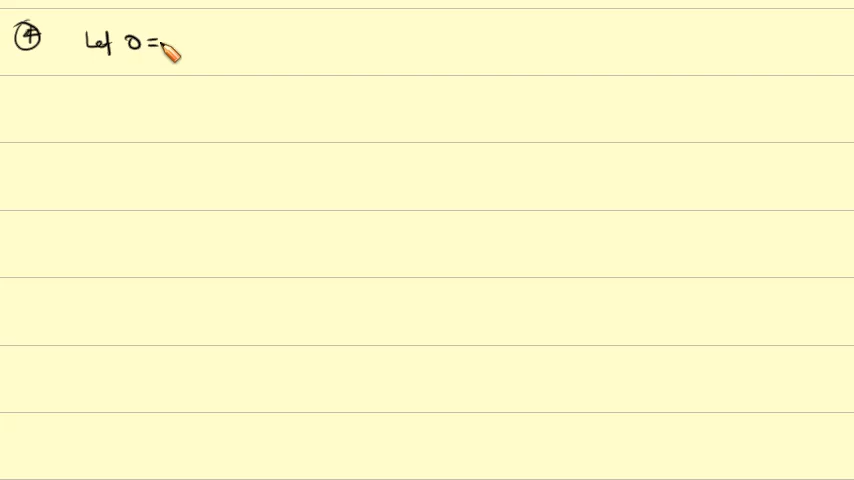 ④ Let σ =